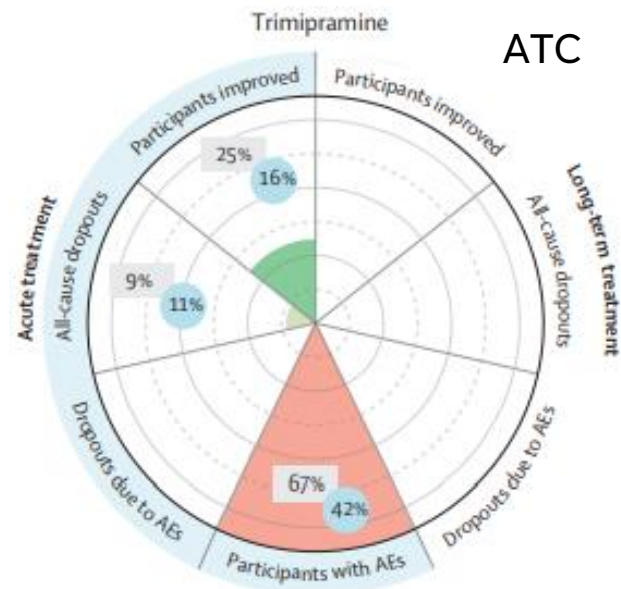 Trimipramine
ATC
Participants improved
Participants improved
25%
16%
Acute treatment
All-cause dropouts
9%
11%
All-cause dropouts
Long-term treatment
Dropouts due to AEs
67%
42%
Participants with AEs
Dropouts due to AEs